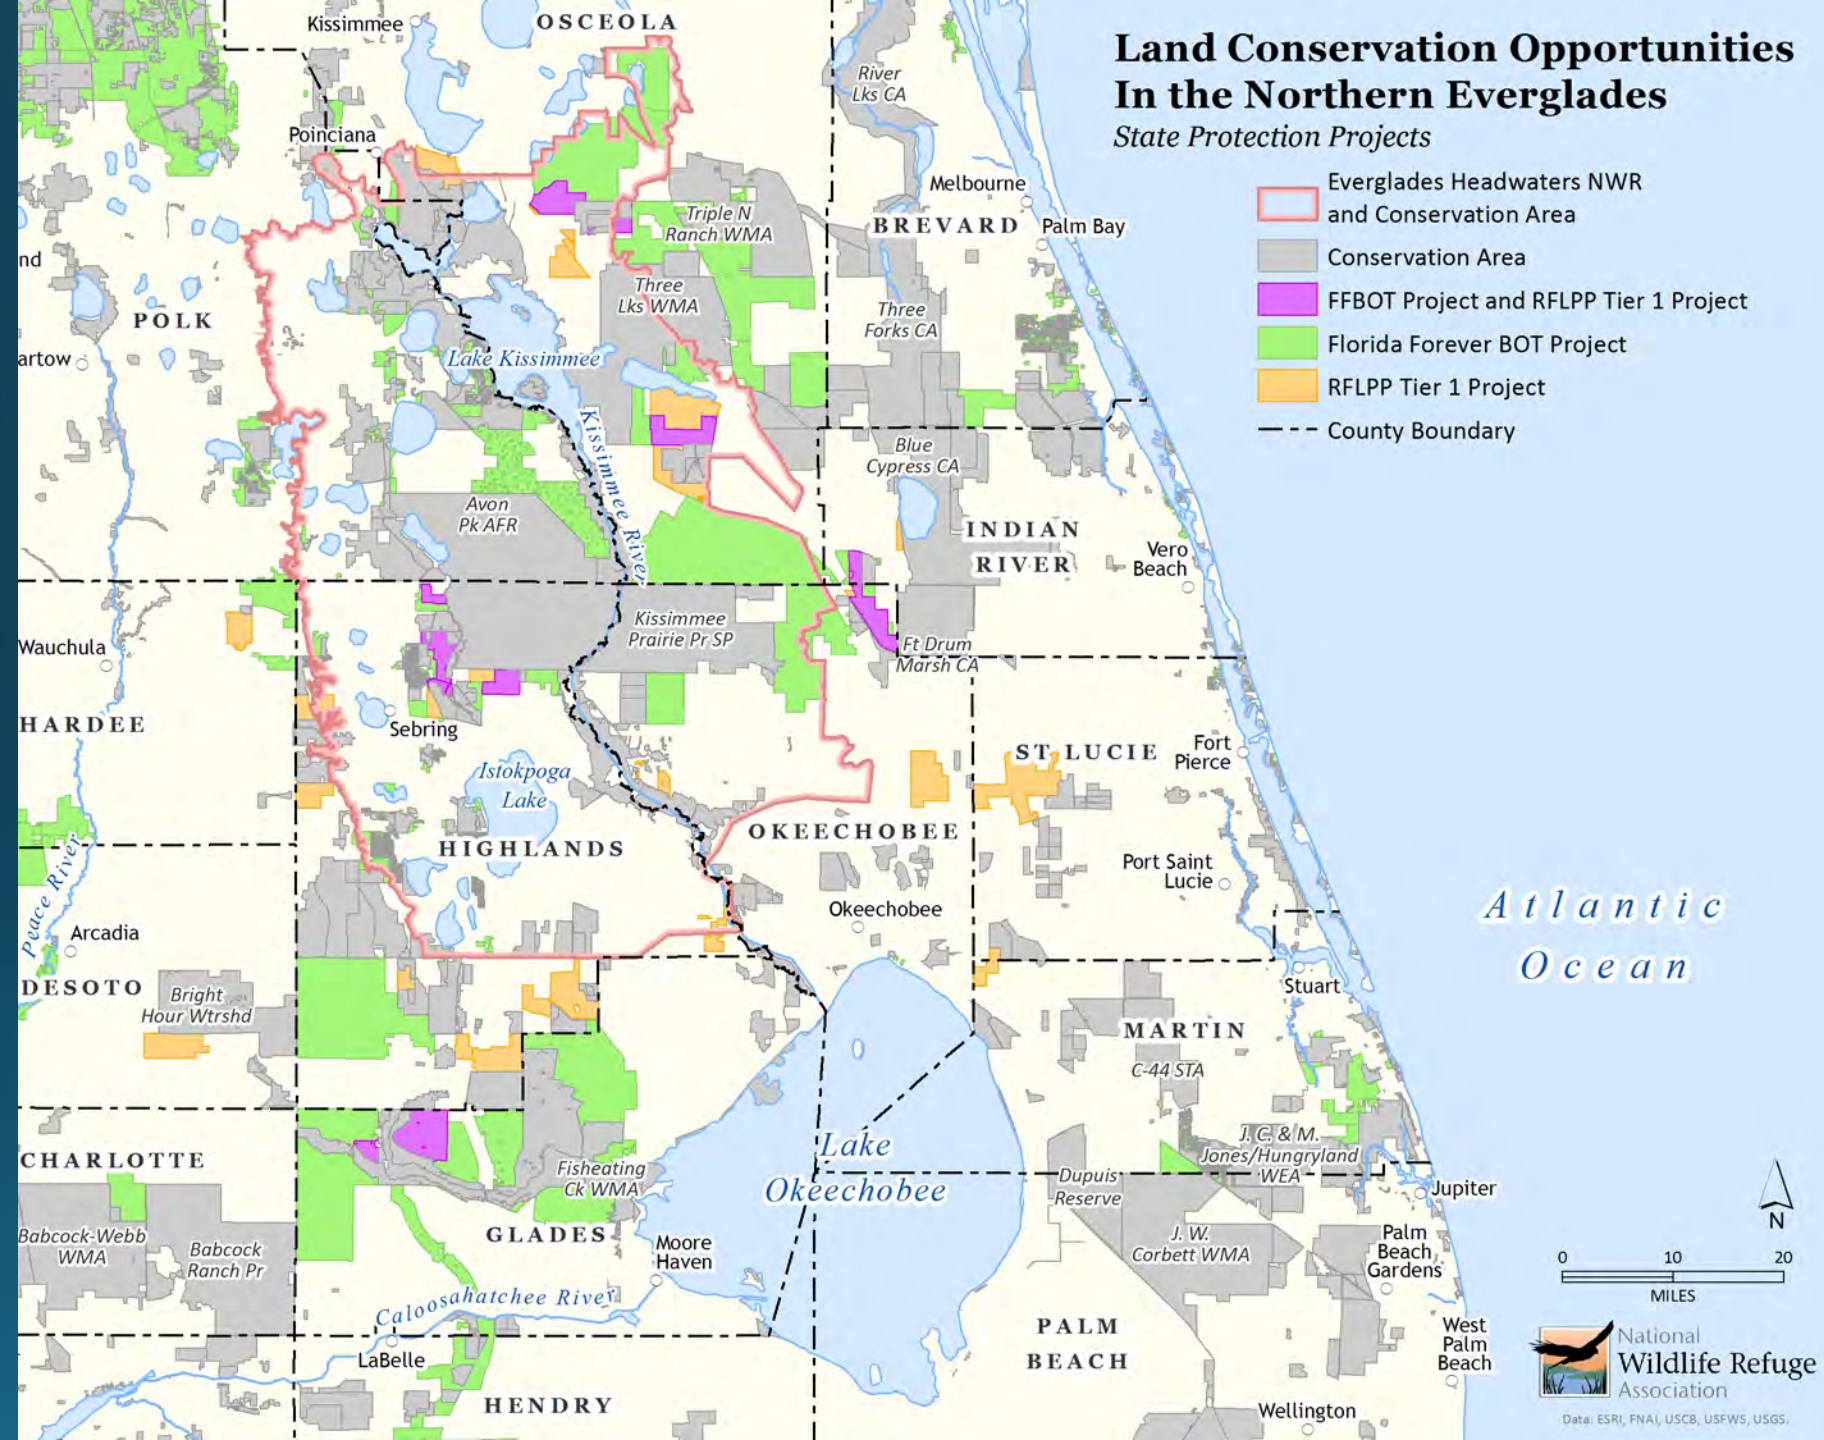 Land Conservation Opportunities
In the Northern Everglades
State Protection Projects
Everglades Headwaters NWR
and Conservation Area
Conservation Area
FFBOT Project and RFLPP Tier 1 Project
Florida Forever BOT Project
RFLPP Tier 1 Project
County Boundary
Kissimmee
OSCEOLA
River
Lks CA
Poinciana
Melbourne
Triple N
Ranch WMA
BREVARD
Palm Bay
nd
Three
Lks WMA
POLK
Three
Forks CA
artow
Lake Kissimmee
Kissimmee River
Blue
Cypress CA
Avon
Pk AFR
INDIAN
RIVER
Vero
Beach
Kissimmee
Prairie Pr SP
Wauchula
Ft Drum
Marsh CA
HARDEE
Sebring
ST LUCIE
Fort
Pierce
Istokpoga
Lake
OKEECHOBEE
HIGHLANDS
Port Saint
Lucie
Peace River
Okeechobee
Atlantic
Ocean
Arcadia
DESOTO
Bright
Hour Wtrshd
Stuart
MARTIN
C-44 STA
Lake
Okeechobee
J. C. & M.
Jones/Hungryland
WEA
CHARLOTTE
Fisheating
Ck WMA
Dupuis
Reserve
Jupiter
Babcock-Webb
WMA
Babcock
Ranch Pr
GLADES
Moore
Haven
J. W.
Corbett WMA
Palm
Beach
Gardens
Caloosahatchee River
LaBelle
PALM
BEACH
West
Palm
Beach
HENDRY
Wellington
N
0 10 20
MILES
National
Wildlife Refuge
Association
Data: ESRI, FNAI, USCB, USFWS, USGS.